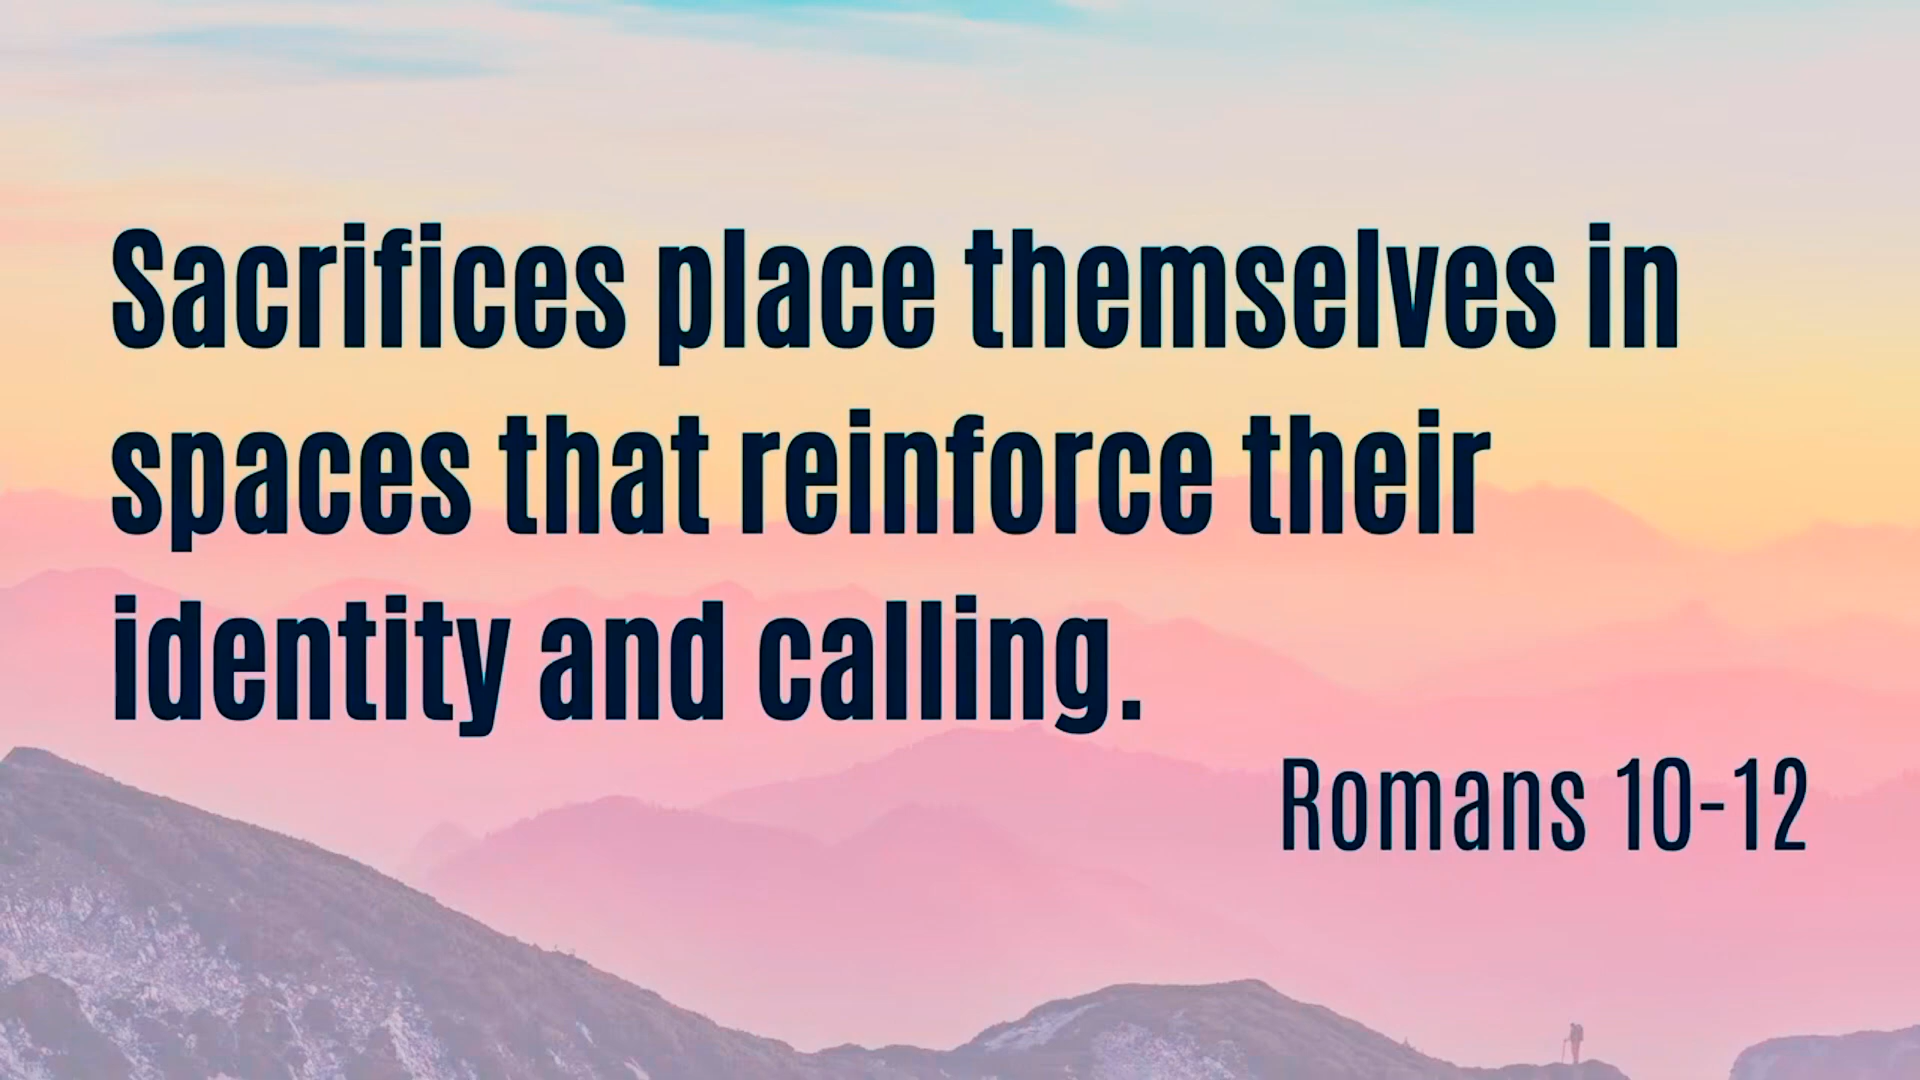 Sacrifices place themselves in
spaces that reinforce their
identity and calling.
Romans 10-12